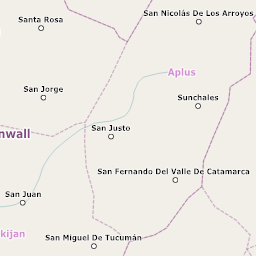 San Nicolás De Los Arroyos
Santa Rosa
Aplus
San Jorge
Sunchales
nwall
San Justo
San Fernando Del Valle De Catamarca
San Juan
kijan
San Miguel De Tucumán